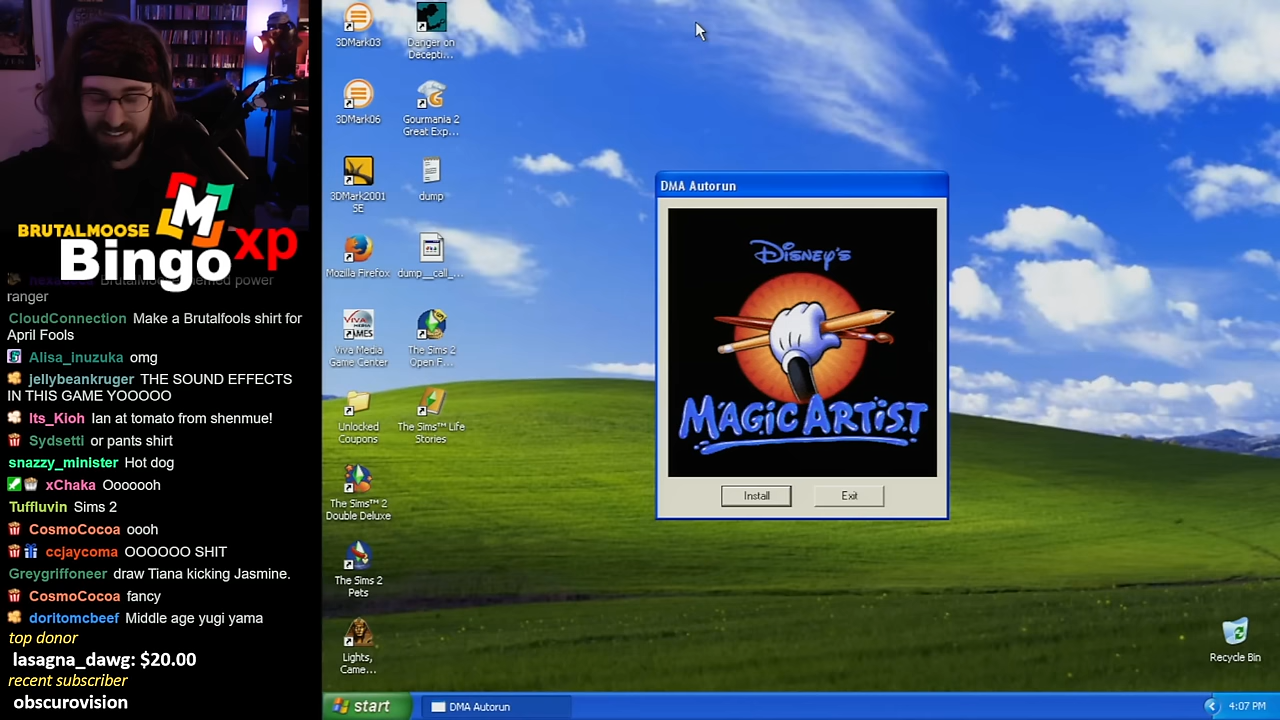 BRUTALMOOSE
M
Bingo xp
BrutalMoose themed power
ranger
CloudConnection Make a Brutalfools shirt for
April Fools
Alisa_inuzuka omg
jellybeankruger THE SOUND EFFECTS
IN THIS GAME YOOOOO
Its_Kioh Ian at tomato from shenmue!
Sydsetti or pants shirt
snazzy_minister Hot dog
xChaka Ooooooh
Tuffluvin Sims 2
CosmoCocoa oooh
ccjaycoma OOOOOO SHIT
Greygriffoneer draw Tiana kicking Jasmine.
CosmoCocoa fancy
doritomcbeef Middle age yugi yama
top donor
lasagna_dawg: $20.00
recent subscriber
obscurovision
3DMark03
Danger on
Decepti...
3DMark06
Gourmania 2
Great Exp...
3DMark2001
SE
dump
Mozilla Firefox
dump__call_...
Viva Media
Game Center
The Sims 2
Open F...
Unlocked
Coupons
The Sims™ Life
Stories
The Sims™ 2
Double Deluxe
The Sims 2
Pets
Lights,
Came...
DMA Autorun
Disney's
Magic Artist
Install
Exit
Recycle Bin
start
DMA Autorun
4:07 PM